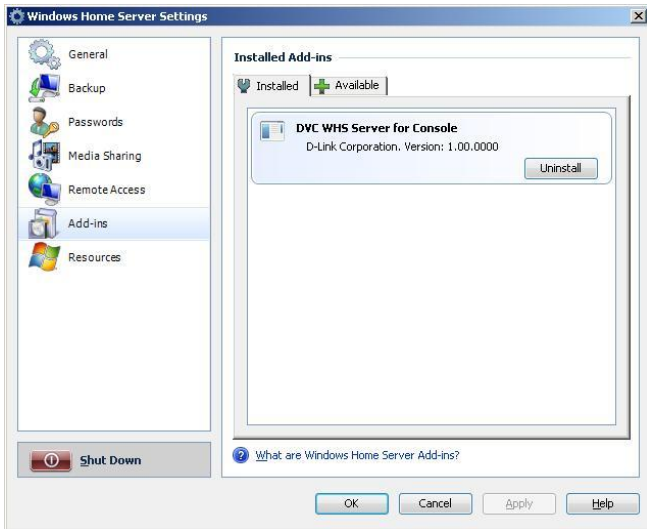 Windows Home Server Settings
General
Backup
Passwords
Media Sharing
Remote Access
Add-ins
Resources
Shut Down
Installed Add-ins
Installed
Available
DVC WHS Server for Console
D-Link Corporation. Version: 1.00.0000
Uninstall
What are Windows Home Server Add-ins?
OK
Cancel
Apply
Help